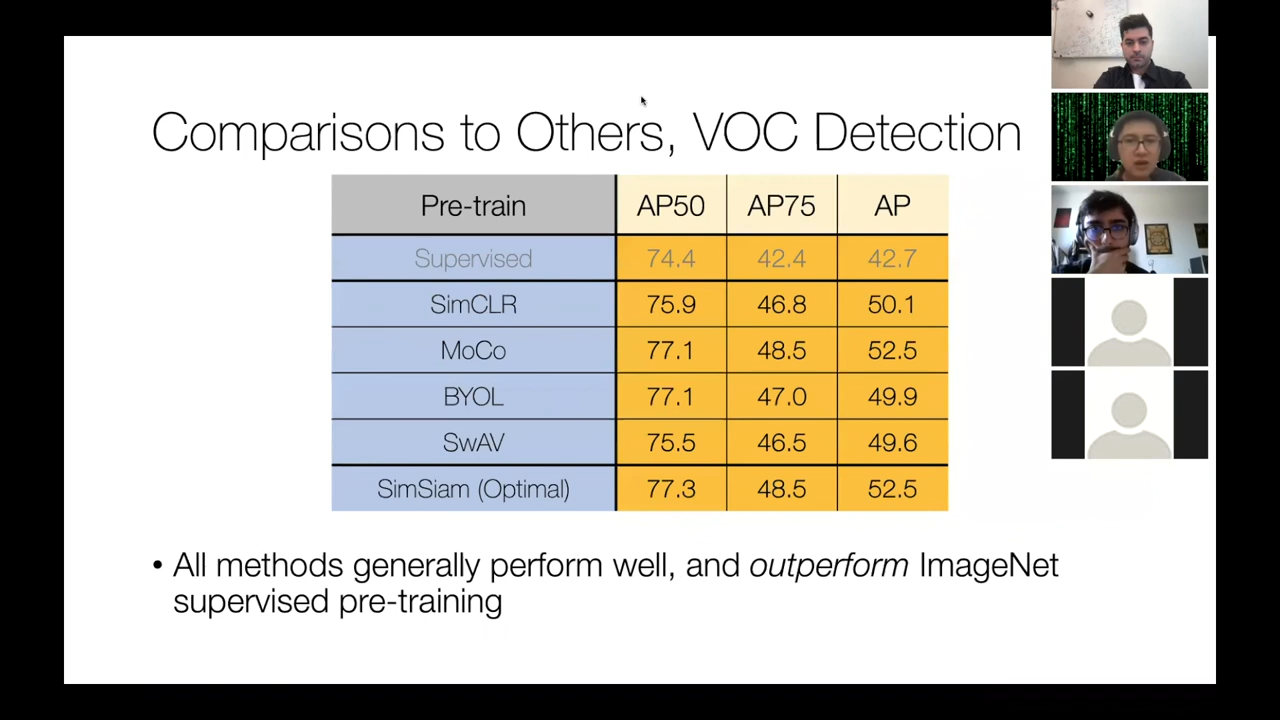 Comparisons to Others, VOC Detection
Pre-train AP50 AP75 AP
Supervised 74.4 42.4 42.7
SimCLR 75.9 46.8 50.1
MoCo 77.1 48.5 52.5
BYOL 77.1 47.0 49.9
SwAV 75.5 46.5 49.6
SimSiam (Optimal) 77.3 48.5 52.5
• All methods generally perform well, and outperform ImageNet
supervised pre-training